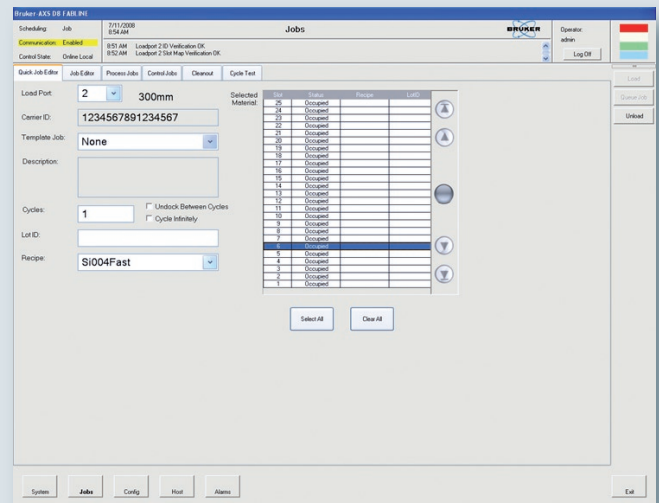 Bruker-AXS D8 FABLINE
Scheduling: Job
7/11/2008
8:54 AM
Jobs
BRUKER
Operator:
admin
Communication: Enabled
8:51 AM Loadport 2 ID Verification OK.
8:52 AM Loadport 2 Slot Map Verification OK.
Control State: Online Local
Log Off
Quick Job Editor Job Editor Process Jobs Control Jobs Cleanout Cycle Test
Load
Queue Job
Unload
Load Port: 2 300mm
Selected Material:
Slot Status Recipe LotID
25 Occupied
24 Occupied
23 Occupied
22 Occupied
21 Occupied
20 Occupied
19 Occupied
18 Occupied
17 Occupied
16 Occupied
15 Occupied
14 Occupied
13 Occupied
12 Occupied
11 Occupied
10 Occupied
9 Occupied
8 Occupied
7 Occupied
6 Occupied
5 Occupied
4 Occupied
3 Occupied
2 Occupied
1 Occupied
Carrier ID: 1234567891234567
Template Job: None
Description:
Cycles: 1
Undock Between Cycles
Cycle Infinitely
Lot ID:
Recipe: Si004Fast
Select All Clear All
System Jobs Config Host Alarms Exit